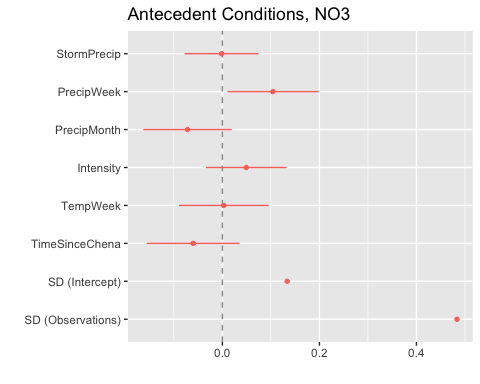 Antecedent Conditions, NO3
StormPrecip
PrecipWeek
PrecipMonth
Intensity
TempWeek
TimeSinceChena
SD (Intercept)
SD (Observations)
0.0 0.2 0.4